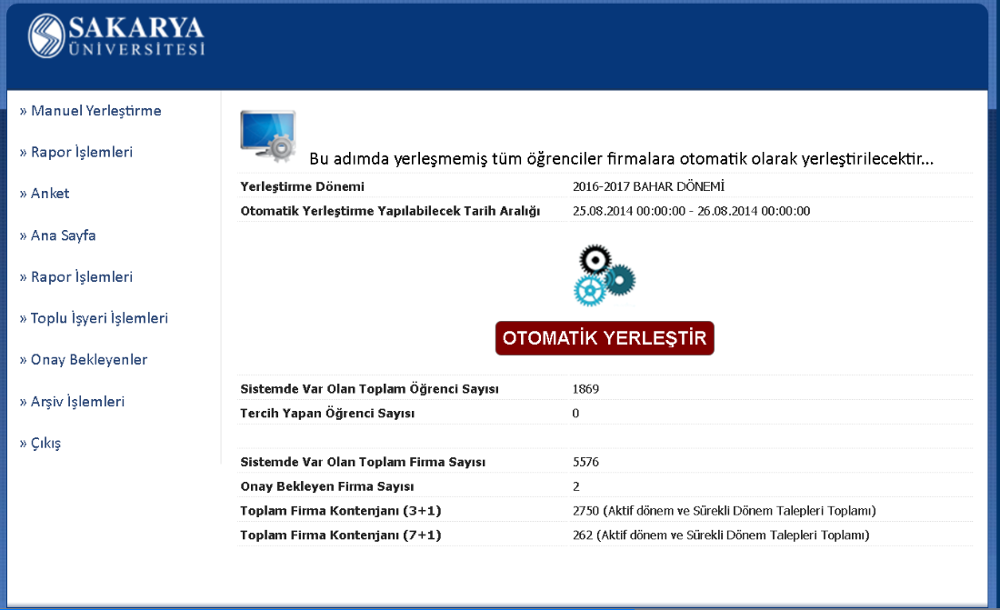 SAKARYA
ÜNİVERSİTESİ
» Manuel Yerleştirme
» Rapor İşlemleri
» Anket
» Ana Sayfa
» Rapor İşlemleri
» Toplu İşyeri İşlemleri
» Onay Bekleyenler
» Arşiv İşlemleri
» Çıkış
Bu adımda yerleşmemiş tüm öğrenciler firmalara otomatik olarak yerleştirilecektir...
Yerleştirme Dönemi 2016-2017 BAHAR DÖNEMİ
Otomatik Yerleştirme Yapılabilecek Tarih Aralığı 25.08.2014 00:00:00 - 26.08.2014 00:00:00
OTOMATİK YERLEŞTİR
Sistemde Var Olan Toplam Öğrenci Sayısı 1869
Tercih Yapan Öğrenci Sayısı 0
Sistemde Var Olan Toplam Firma Sayısı 5576
Onay Bekleyen Firma Sayısı 2
Toplam Firma Kontenjanı (3+1) 2750 (Aktif dönem ve Sürekli Dönem Talepleri Toplamı)
Toplam Firma Kontenjanı (7+1) 262 (Aktif dönem ve Sürekli Dönem Talepleri Toplamı)